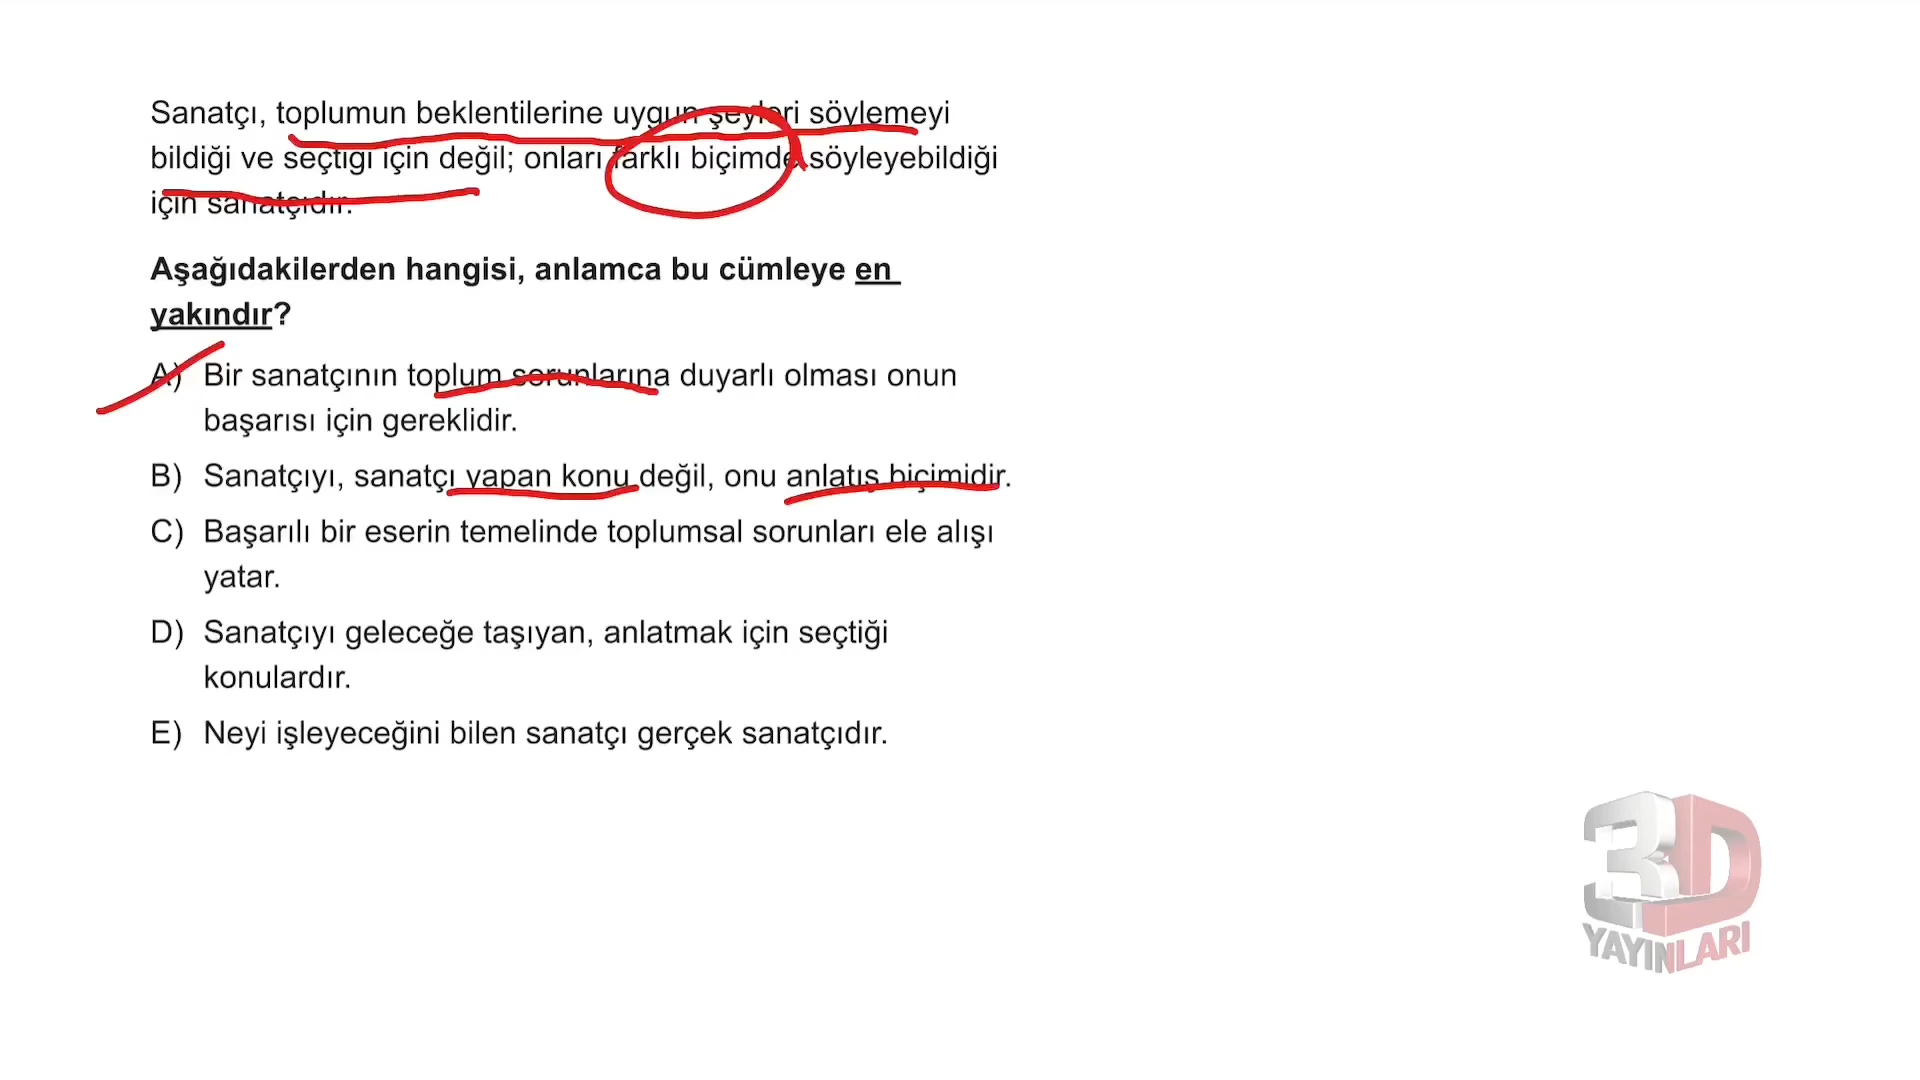 Sanatçı, toplumun beklentilerine uygun şeyleri söylemeyi
bildiği ve seçtiği için değil; onları farklı biçimde söyleyebildiği
için sanatçıdır.
Aşağıdakilerden hangisi, anlamca bu cümleye en
yakındır?
A) Bir sanatçının toplum sorunlarına duyarlı olması onun
başarısı için gereklidir.
B) Sanatçıyı, sanatçı yapan konu değil, onu anlatış biçimidir.
C) Başarılı bir eserin temelinde toplumsal sorunları ele alışı
yatar.
D) Sanatçıyı geleceğe taşıyan, anlatmak için seçtiği
konulardır.
E) Neyi işleyeceğini bilen sanatçı gerçek sanatçıdır.
3D
YAYINLARI